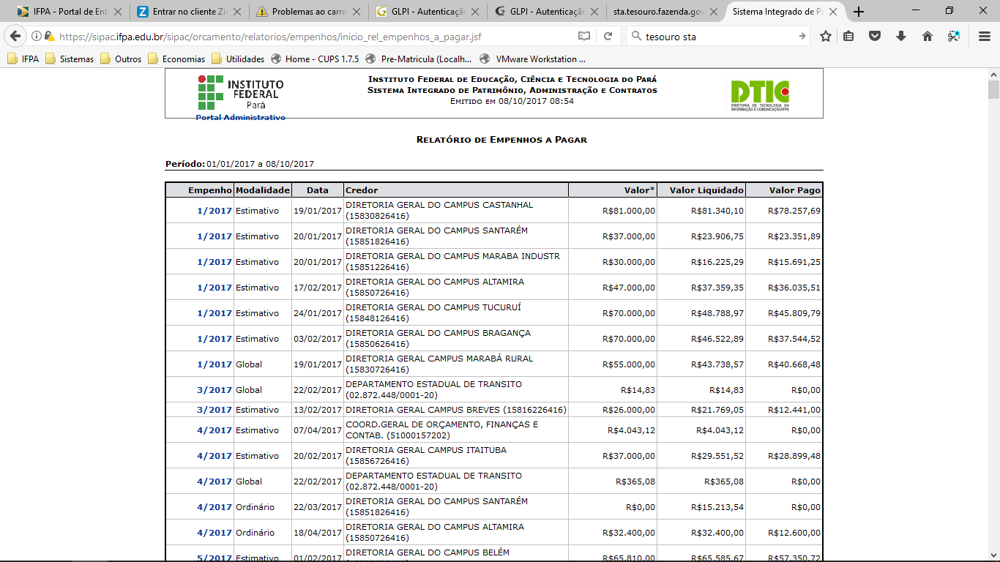 IFPA - Portal de Ent
Entrar no cliente Zir
Problemas ao carre
GLPI - Autenticação
GLPI - Autenticação
sta.tesouro.fazenda.gov
Sistema Integrado de Pa
https://sipac.ifpa.edu.br/sipac/orcamento/relatorios/empenhos/inicio_rel_empenhos_a_pagar.jsf
tesouro sta
IFPA Sistemas Outros Economias Utilidades Home - CUPS 1.7.5 Pre-Matricula (Localh... VMware Workstation ...
INSTITUTO
FEDERAL
Pará
Portal Administrativo
Instituto Federal de Educação, Ciência e Tecnologia do Pará
Sistema Integrado de Patrimônio, Administração e Contratos
Emitido em 08/10/2017 08:54
DTIC
DIRETORIA DE TECNOLOGIA DA
INFORMAÇÃO E COMUNICAÇÃO/IFPA
Relatório de Empenhos a Pagar
Período: 01/01/2017 a 08/10/2017
Empenho Modalidade Data Credor Valor* Valor Liquidado Valor Pago
1/2017 Estimativo 19/01/2017 DIRETORIA GERAL DO CAMPUS CASTANHAL R$81.000,00 R$81.340,10 R$78.257,69
(15830826416)
1/2017 Estimativo 20/01/2017 DIRETORIA GERAL DO CAMPUS SANTARÉM R$37.000,00 R$23.906,75 R$23.351,89
(15851826416)
1/2017 Estimativo 20/01/2017 DIRETORIA GERAL DO CAMPUS MARABA INDUSTR R$30.000,00 R$16.225,29 R$15.691,25
(15851226416)
1/2017 Estimativo 17/02/2017 DIRETORIA GERAL DO CAMPUS ALTAMIRA R$47.000,00 R$37.359,35 R$36.035,51
(15850726416)
1/2017 Estimativo 24/01/2017 DIRETORIA GERAL DO CAMPUS TUCURUÍ R$70.000,00 R$48.788,97 R$45.809,79
(15848126416)
1/2017 Estimativo 03/02/2017 DIRETORIA GERAL DO CAMPUS BRAGANÇA R$70.000,00 R$46.522,89 R$37.544,52
(15850626416)
1/2017 Global 19/01/2017 DIRETORIA GERAL CAMPUS MARABÁ RURAL R$55.000,00 R$43.738,57 R$40.668,48
(15830726416)
3/2017 Global 22/02/2017 DEPARTAMENTO ESTADUAL DE TRANSITO R$14,83 R$14,83 R$0,00
(02.872.448/0001-20)
3/2017 Estimativo 13/02/2017 DIRETORIA GERAL CAMPUS BREVES (15816226416) R$26.000,00 R$21.769,05 R$12.441,00
4/2017 Estimativo 07/04/2017 COORD.GERAL DE ORÇAMENTO, FINANÇAS E R$4.043,12 R$4.043,12 R$0,00
CONTAB. (51000157202)
4/2017 Estimativo 20/02/2017 DIRETORIA GERAL CAMPUS ITAITUBA R$37.000,00 R$29.551,52 R$28.899,48
(15856726416)
4/2017 Global 22/02/2017 DEPARTAMENTO ESTADUAL DE TRANSITO R$365,08 R$365,08 R$0,00
(02.872.448/0001-20)
4/2017 Ordinário 22/03/2017 DIRETORIA GERAL DO CAMPUS SANTARÉM R$0,00 R$15.213,54 R$0,00
(15851826416)
4/2017 Ordinário 18/04/2017 DIRETORIA GERAL DO CAMPUS ALTAMIRA R$32.400,00 R$32.400,00 R$12.600,00
(15850726416)
5/2017 Estimativo 01/02/2017 DIRETORIA GERAL DO CAMPUS BELÉM R$65.810,00 R$65.585,67 R$57.350,72